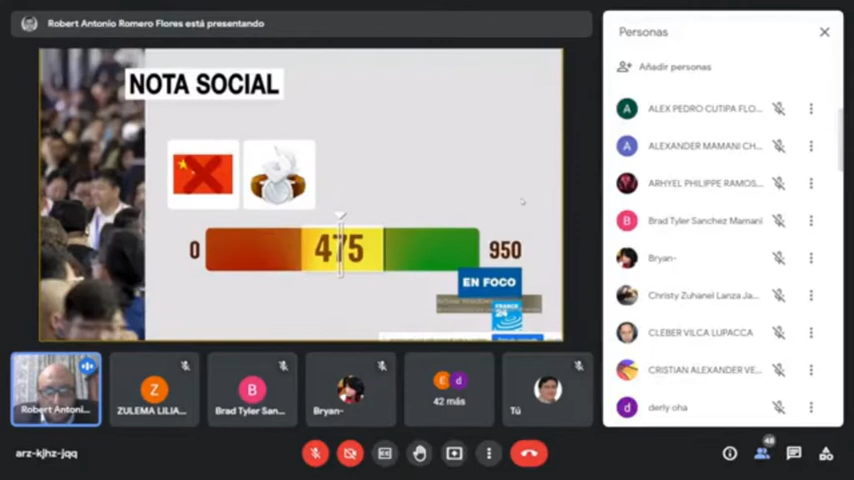 Robert Antonio Romero Flores está presentando
NOTA SOCIAL
0
475
950
EN FOCO
FRANCE
24
Personas
Añadir personas
A
ALEX PEDRO CUTIPA FLO...
A
ALEXANDER MAMANI CH...
ARHYEL PHILIPPE RAMOS...
B
Brad Tyler Sanchez Mamani
Bryan-
Christy Zuhanel Lanza Ja...
CLEBER VILCA LUPACCA
CRISTIAN ALEXANDER VE...
d
derly oha
Robert Antoni...
Z
ZULEMA LILIA...
B
Brad Tyler San...
Bryan-
E
d
42 más
Tú
arz-kjhz-jqq
48